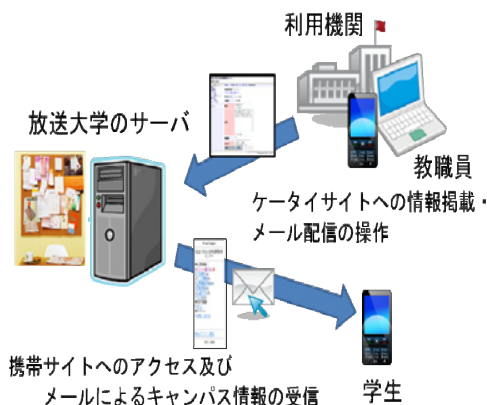 利用機関
放送大学のサーバ
教職員
ケータイサイトへの情報掲載・
メール配信の操作
携帯サイトへのアクセス及び
メールによるキャンパス情報の受信
学生